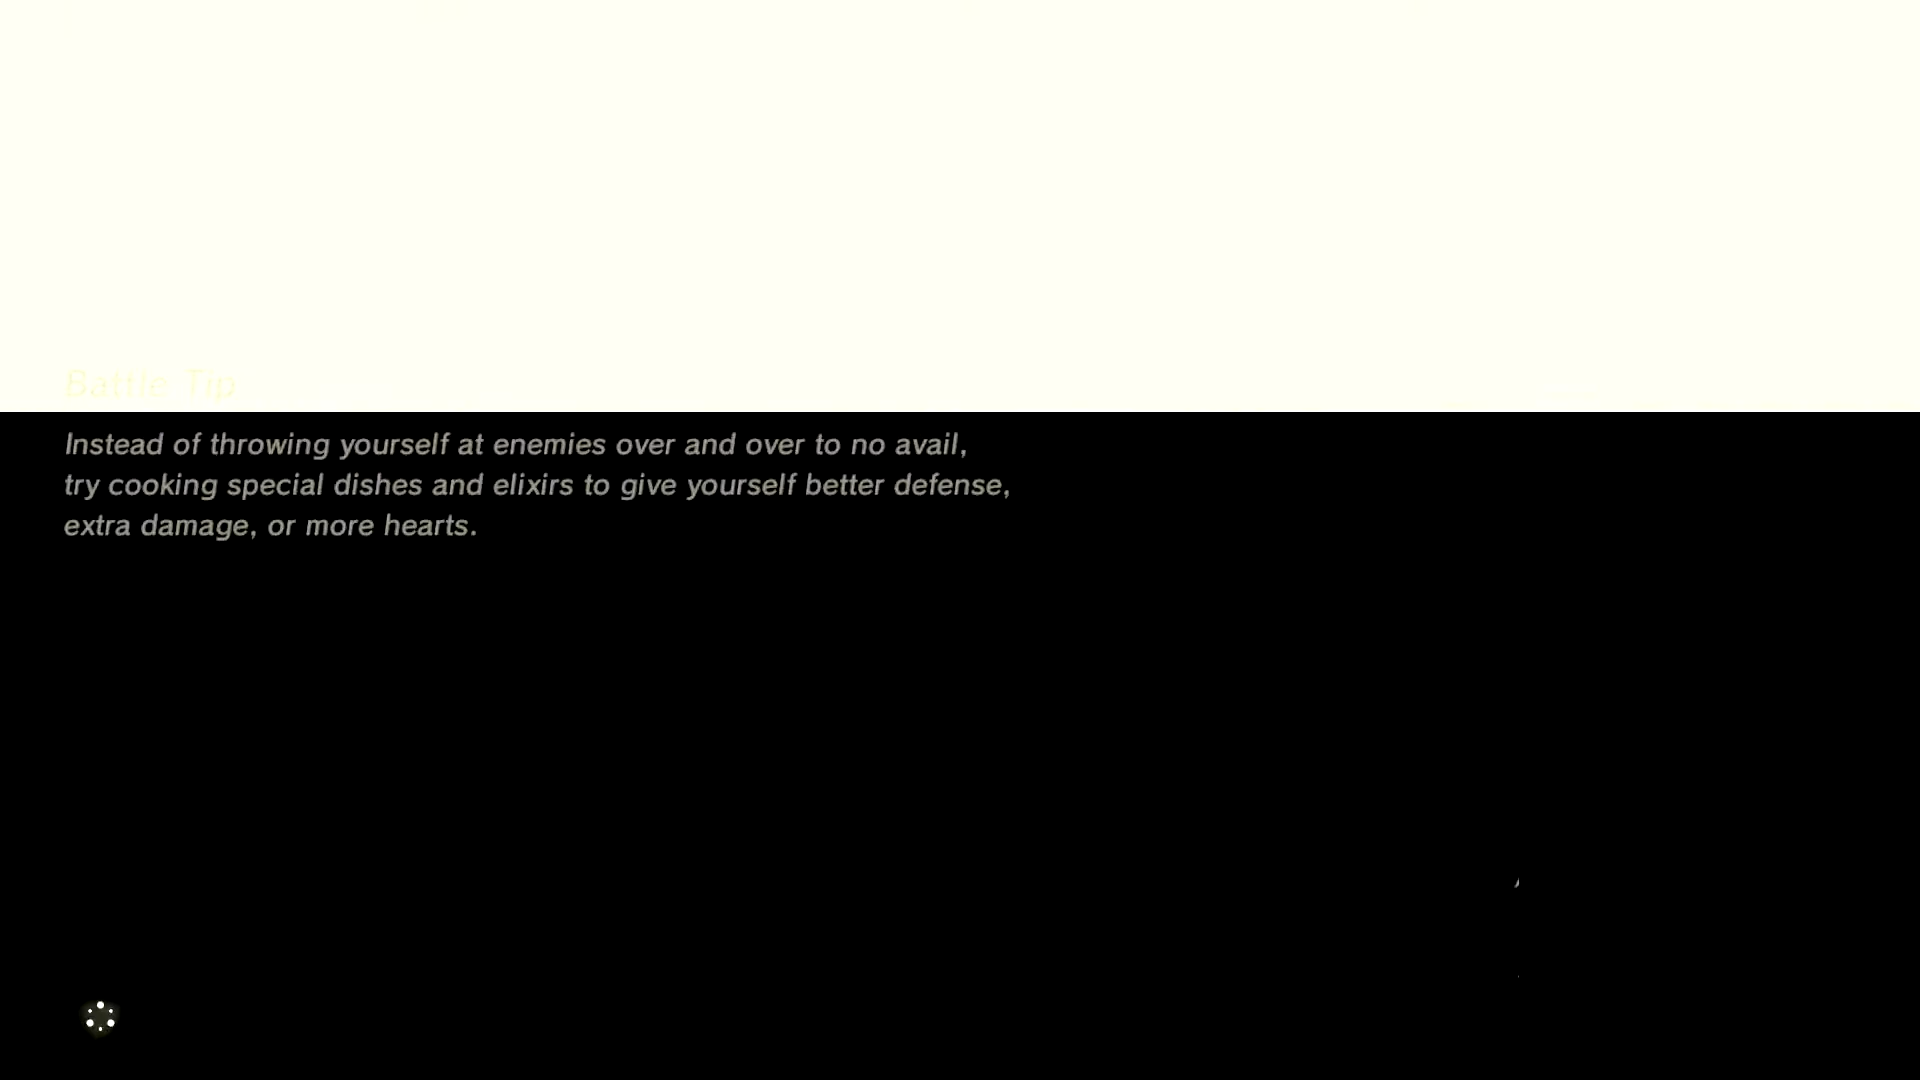 Battle Tip
Instead of throwing yourself at enemies over and over to no avail,
try cooking special dishes and elixirs to give yourself better defense,
extra damage, or more hearts.